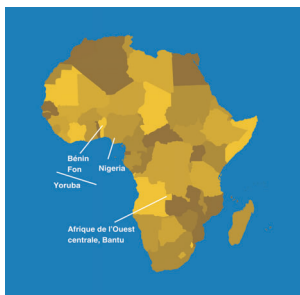 Bénin
Fon
Nigeria
Yoruba
Afrique de l'Ouest
centrale, Bantu